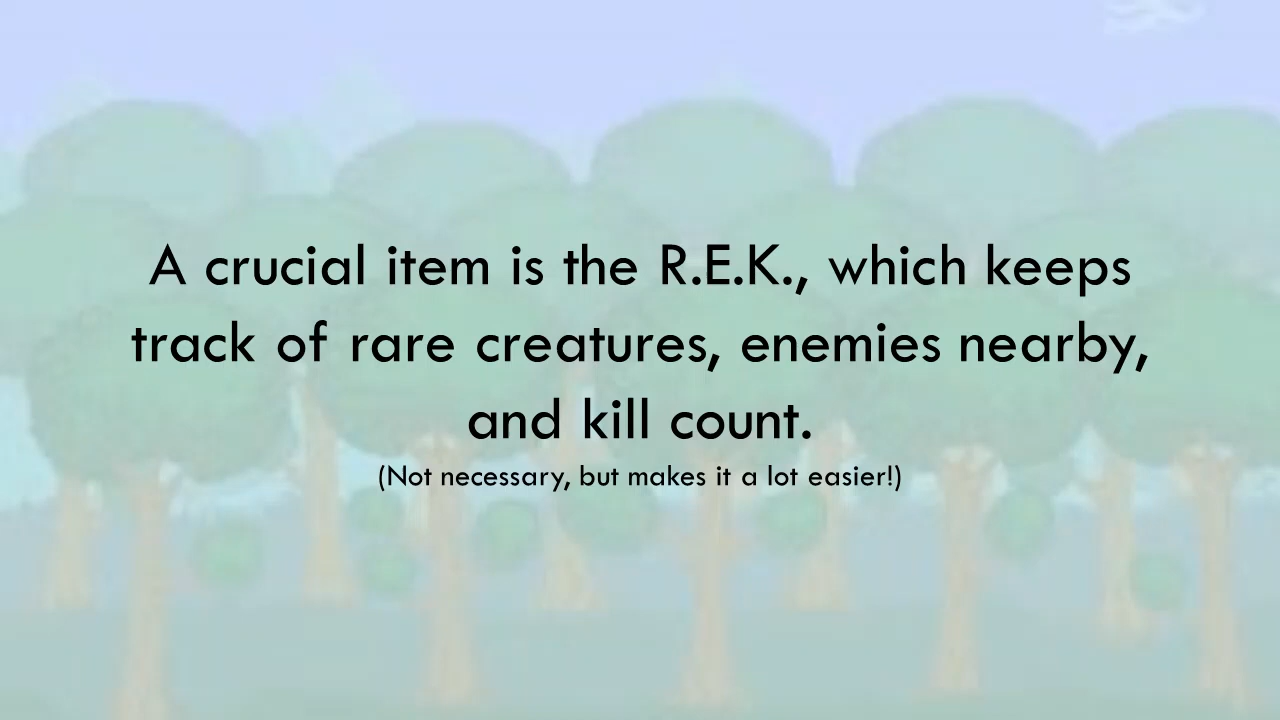 A crucial item is the R.E.K., which keeps
track of rare creatures, enemies nearby,
and kill count.
(Not necessary, but makes it a lot easier!)